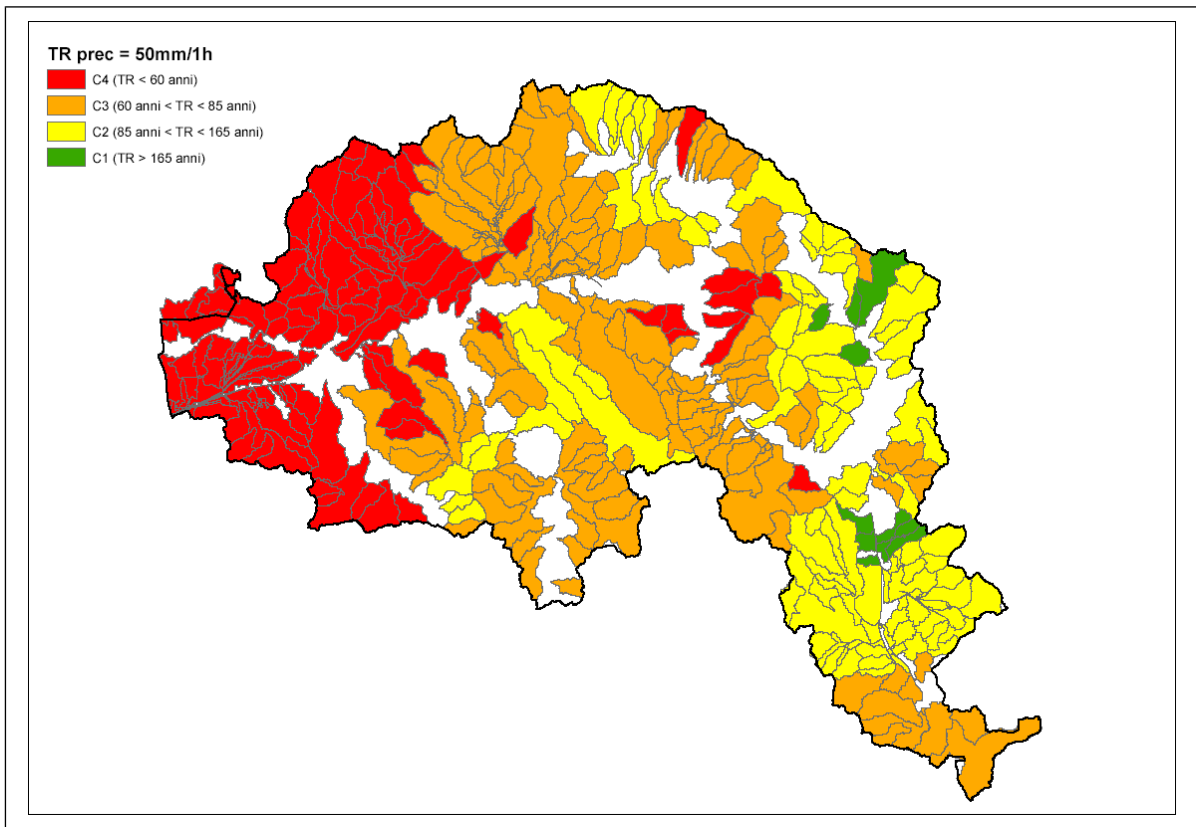 TR prec = 50mm/1h
C4 (TR < 60 anni)
C3 (60 anni < TR < 85 anni)
C2 (85 anni < TR < 165 anni)
C1 (TR > 165 anni)